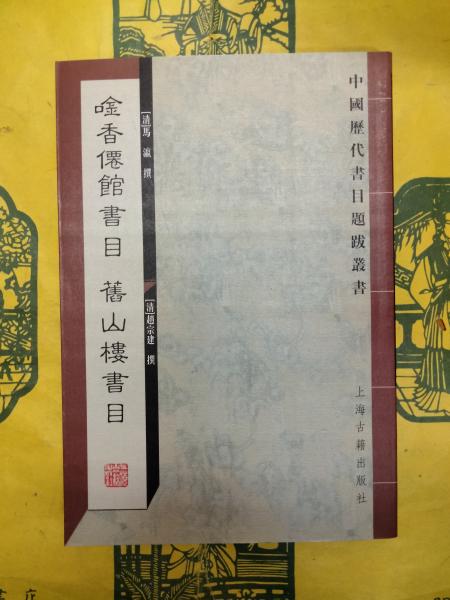 中國歷代書目題跋叢書
上海古籍出版社
[清]馬瀛 撰
[清]趙宗建 撰
唫香僊館書目 舊山樓書目